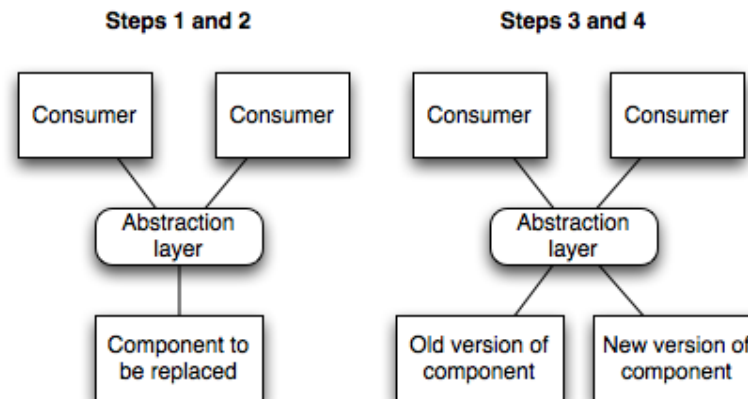 Steps 1 and 2
Consumer
Consumer
Abstraction
layer
Component to
be replaced
Steps 3 and 4
Consumer
Consumer
Abstraction
layer
Old version of
component
New version of
component